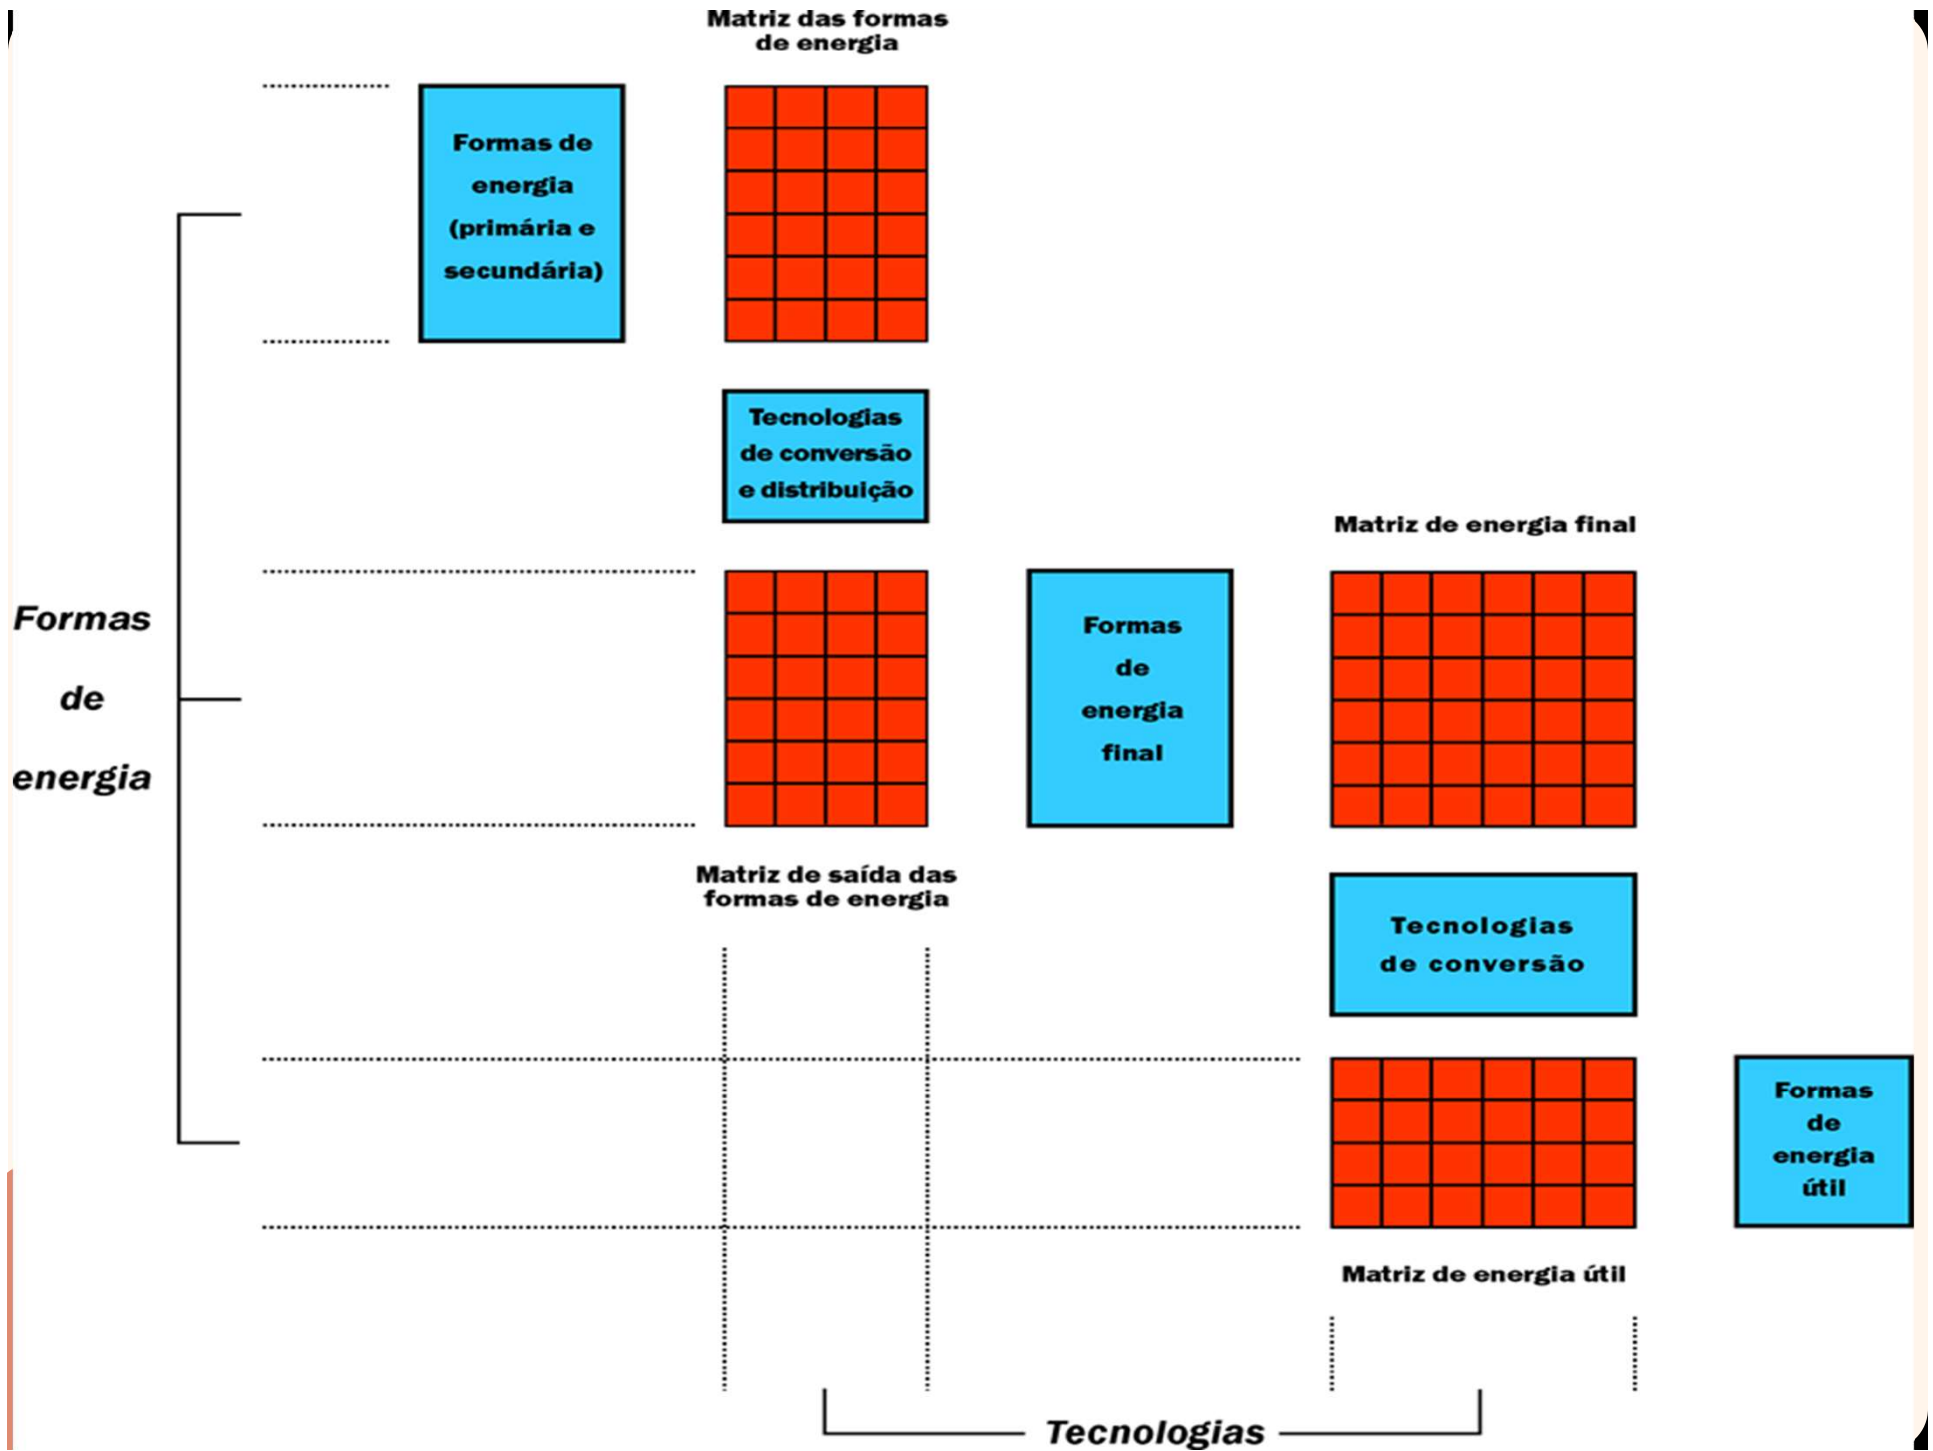 Matriz das formas
de energia
Formas de
energia
(primária e
secundária)
Tecnologias
de conversão
e distribuição
Matriz de energia final
Formas
de
energia
Formas
de
energia
final
Matriz de saída das
formas de energia
Tecnologias
de conversão
Formas
de
energia
útil
Matriz de energia útil
Tecnologias